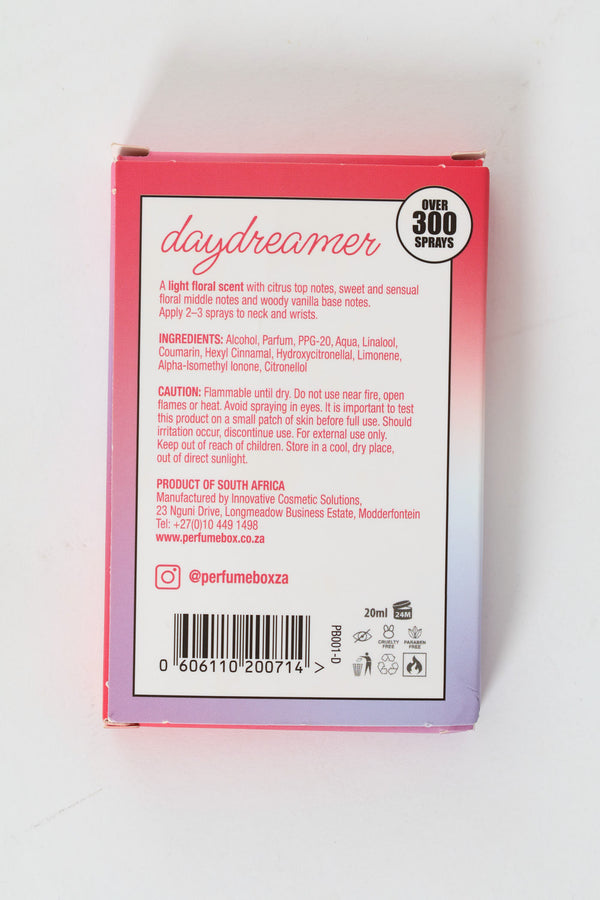 OVER
300
SPRAYS
daydreamer
A light floral scent with citrus top notes, sweet and sensual
floral middle notes and woody vanilla base notes.
Apply 2–3 sprays to neck and wrists.
INGREDIENTS: Alcohol, Parfum, PPG-20, Aqua, Linalool,
Coumarin, Hexyl Cinnamal, Hydroxycitronellal, Limonene,
Alpha-Isomethyl Ionone, Citronellol
CAUTION: Flammable until dry. Do not use near fire, open
flames or heat. Avoid spraying in eyes. It is important to test
this product on a small patch of skin before full use. Should
irritation occur, discontinue use. For external use only.
Keep out of reach of children. Store in a cool, dry place,
out of direct sunlight.
PRODUCT OF SOUTH AFRICA
Manufactured by Innovative Cosmetic Solutions,
23 Nguni Drive, Longmeadow Business Estate, Modderfontein
Tel: +27(0)10 449 1498
www.perfumebox.co.za
@perfumeboxza
0 606110 200714 >
PB001-D
20ml 24M
CRUELTY FREE
PARABEN FREE